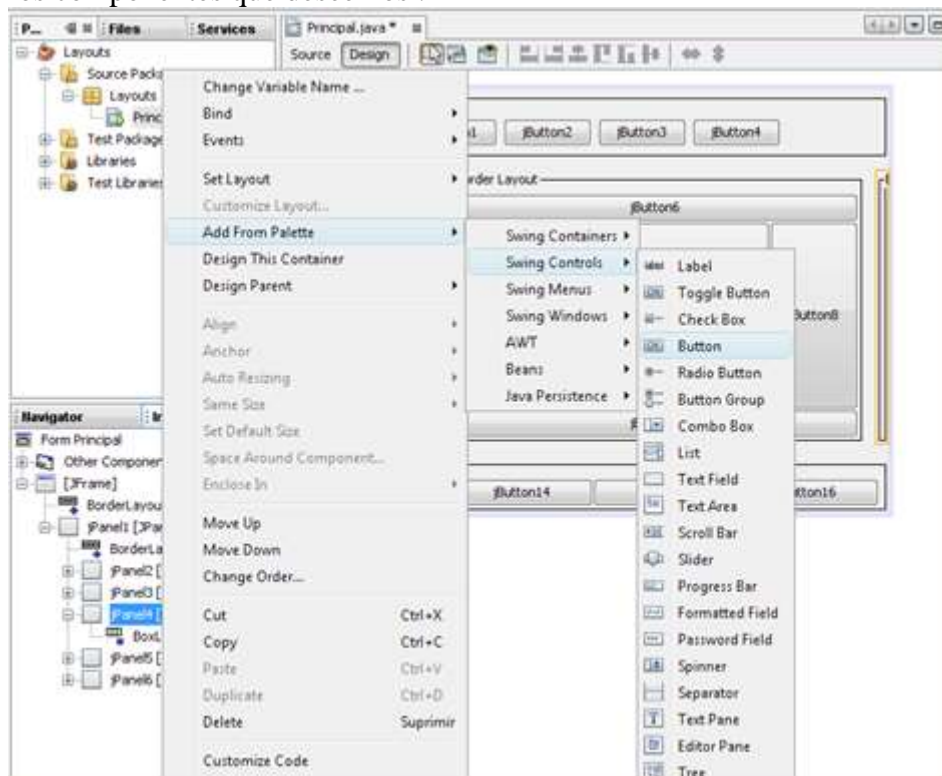 los componentes que deseemos .
P...
Files
Services
Principal.java *
Source
Design
Layouts
Source Packa
Layouts
Princ
Test Package
Libraries
Test Libraries
Change Variable Name ...
Bind
Events
Set Layout
Customize Layout...
Add From Palette
Design This Container
Design Parent
Align
Anchor
Auto Resizing
Same Size
Set Default Size
Space Around Component...
Enclose In
Move Up
Move Down
Change Order...
Cut Ctrl+X
Copy Ctrl+C
Paste Ctrl+V
Duplicate Ctrl+D
Delete Suprimir
Customize Code
Swing Containers
Swing Controls
Swing Menus
Swing Windows
AWT
Beans
Java Persistence
Label
Toggle Button
Check Box
Button
Radio Button
Button Group
Combo Box
List
Text Field
Text Area
Scroll Bar
Slider
Progress Bar
Formatted Field
Password Field
Spinner
Separator
Text Pane
Editor Pane
Tree
jButton2
jButton3
jButton4
rder Layout
jButton6
Button8
jButton14
tton16
Navigator
Form Principal
Other Componer
[JFrame]
BorderLayou
jPanel1 [JPan
BorderLa
jPanel2 [
jPanel3 [
jPanel4 [
BoxL
jPanel5 [
jPanel6 [